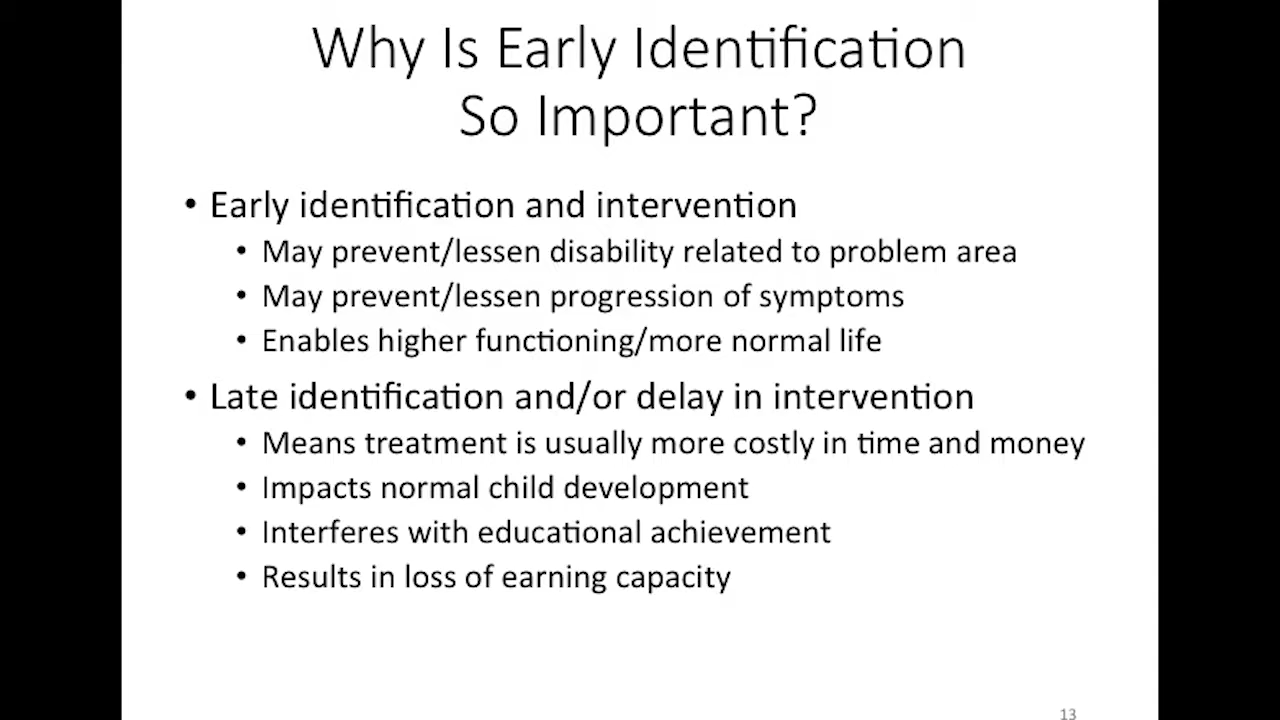 Why Is Early Identification
So Important?
• Early identification and intervention
• May prevent/lessen disability related to problem area
• May prevent/lessen progression of symptoms
• Enables higher functioning/more normal life
• Late identification and/or delay in intervention
• Means treatment is usually more costly in time and money
• Impacts normal child development
• Interferes with educational achievement
• Results in loss of earning capacity
13